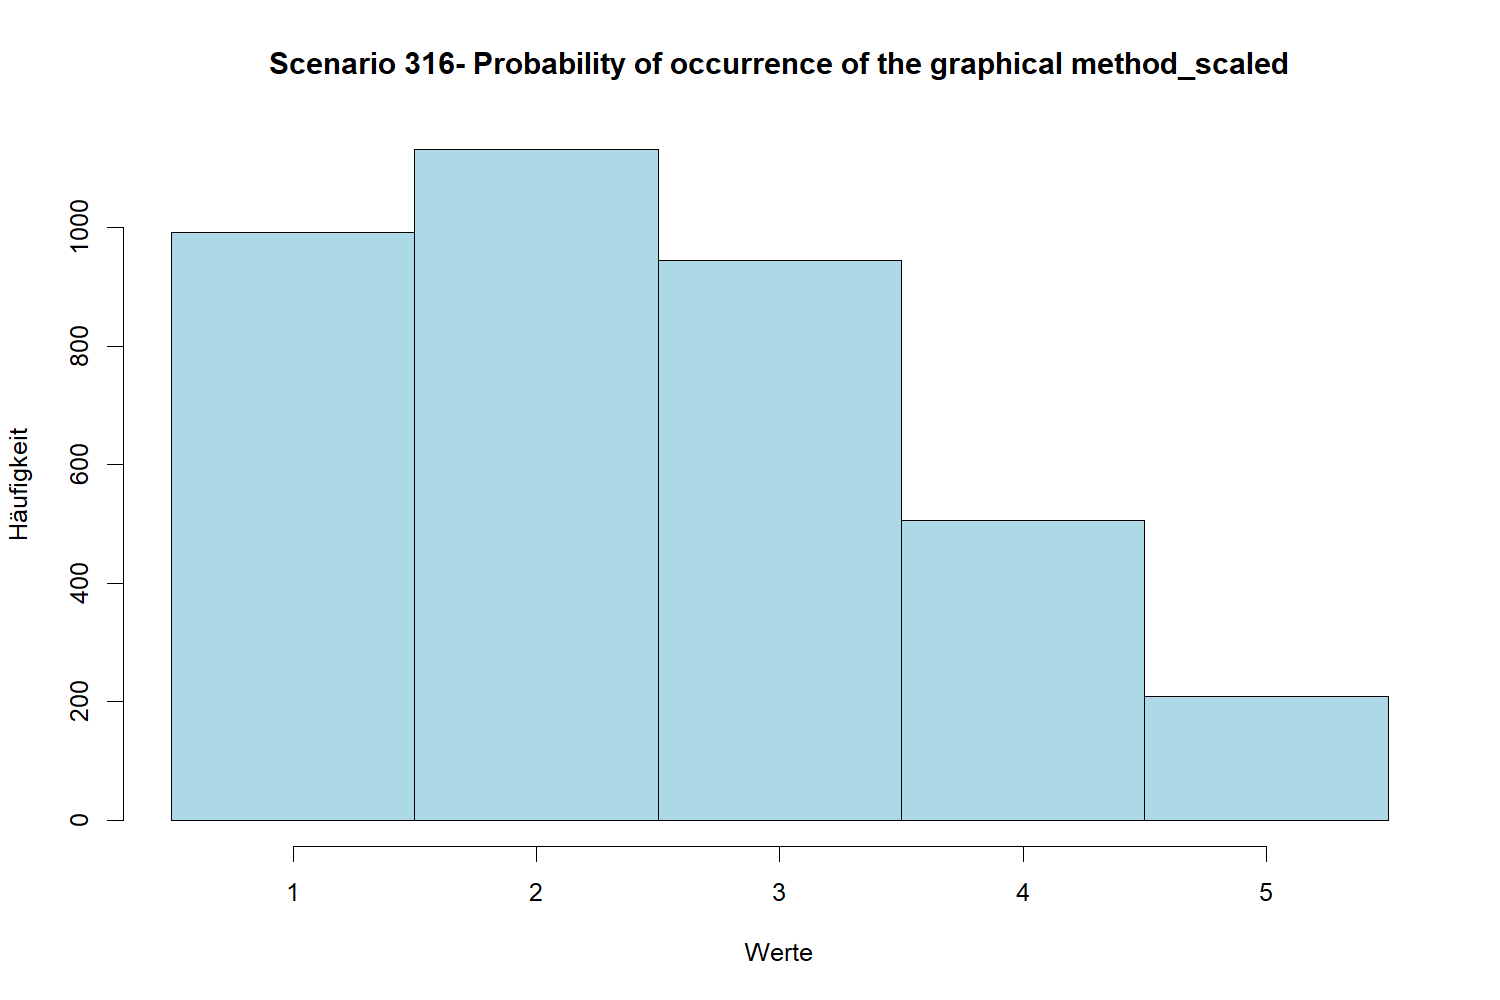 Scenario 316- Probability of occurrence of the graphical method_scaled
Häufigkeit
1000
800
600
400
200
0
1 2 3 4 5
Werte